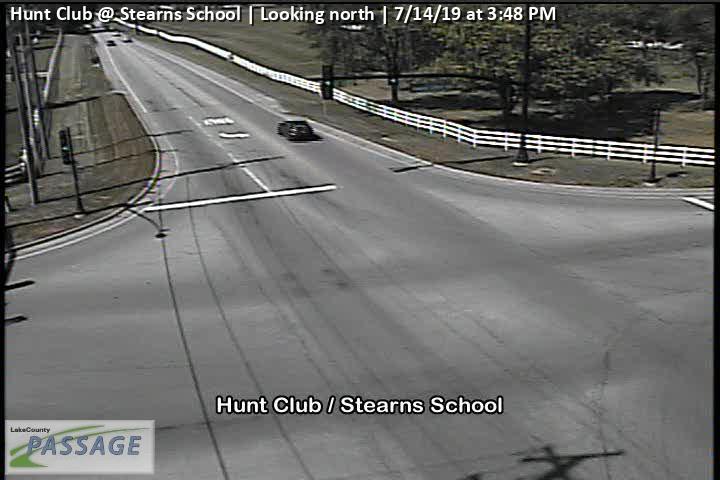 Hunt Club @ Stearns School | Looking north | 7/14/19 at 3:48 PM
Hunt Club / Stearns School
LakeCounty
PASSAGE